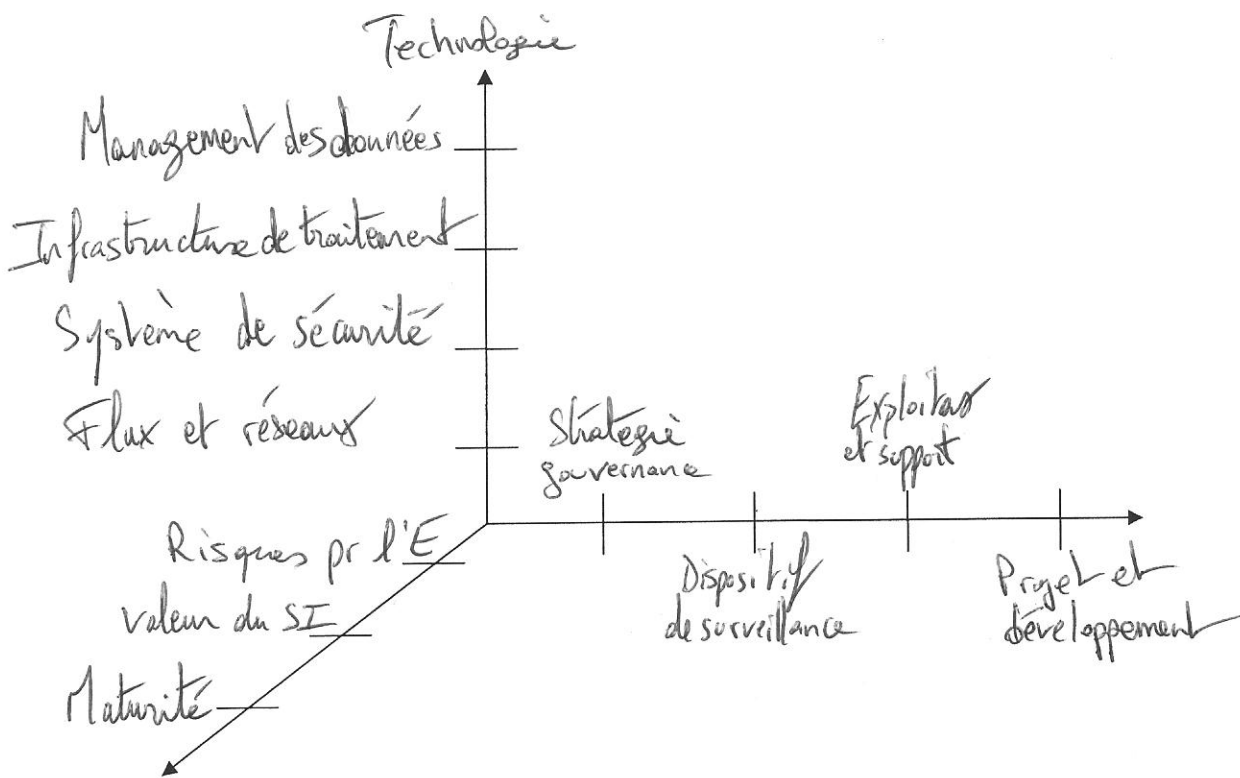 Technologie
Management des données
Infrastructure de traitement
Système de sécurité
Flux et réseaux
Stratégie
gouvernance
Exploitat°
et support
Risques pr l'E
valeur du SI
Maturité
Dispositif
de surveillance
Projet et
développement